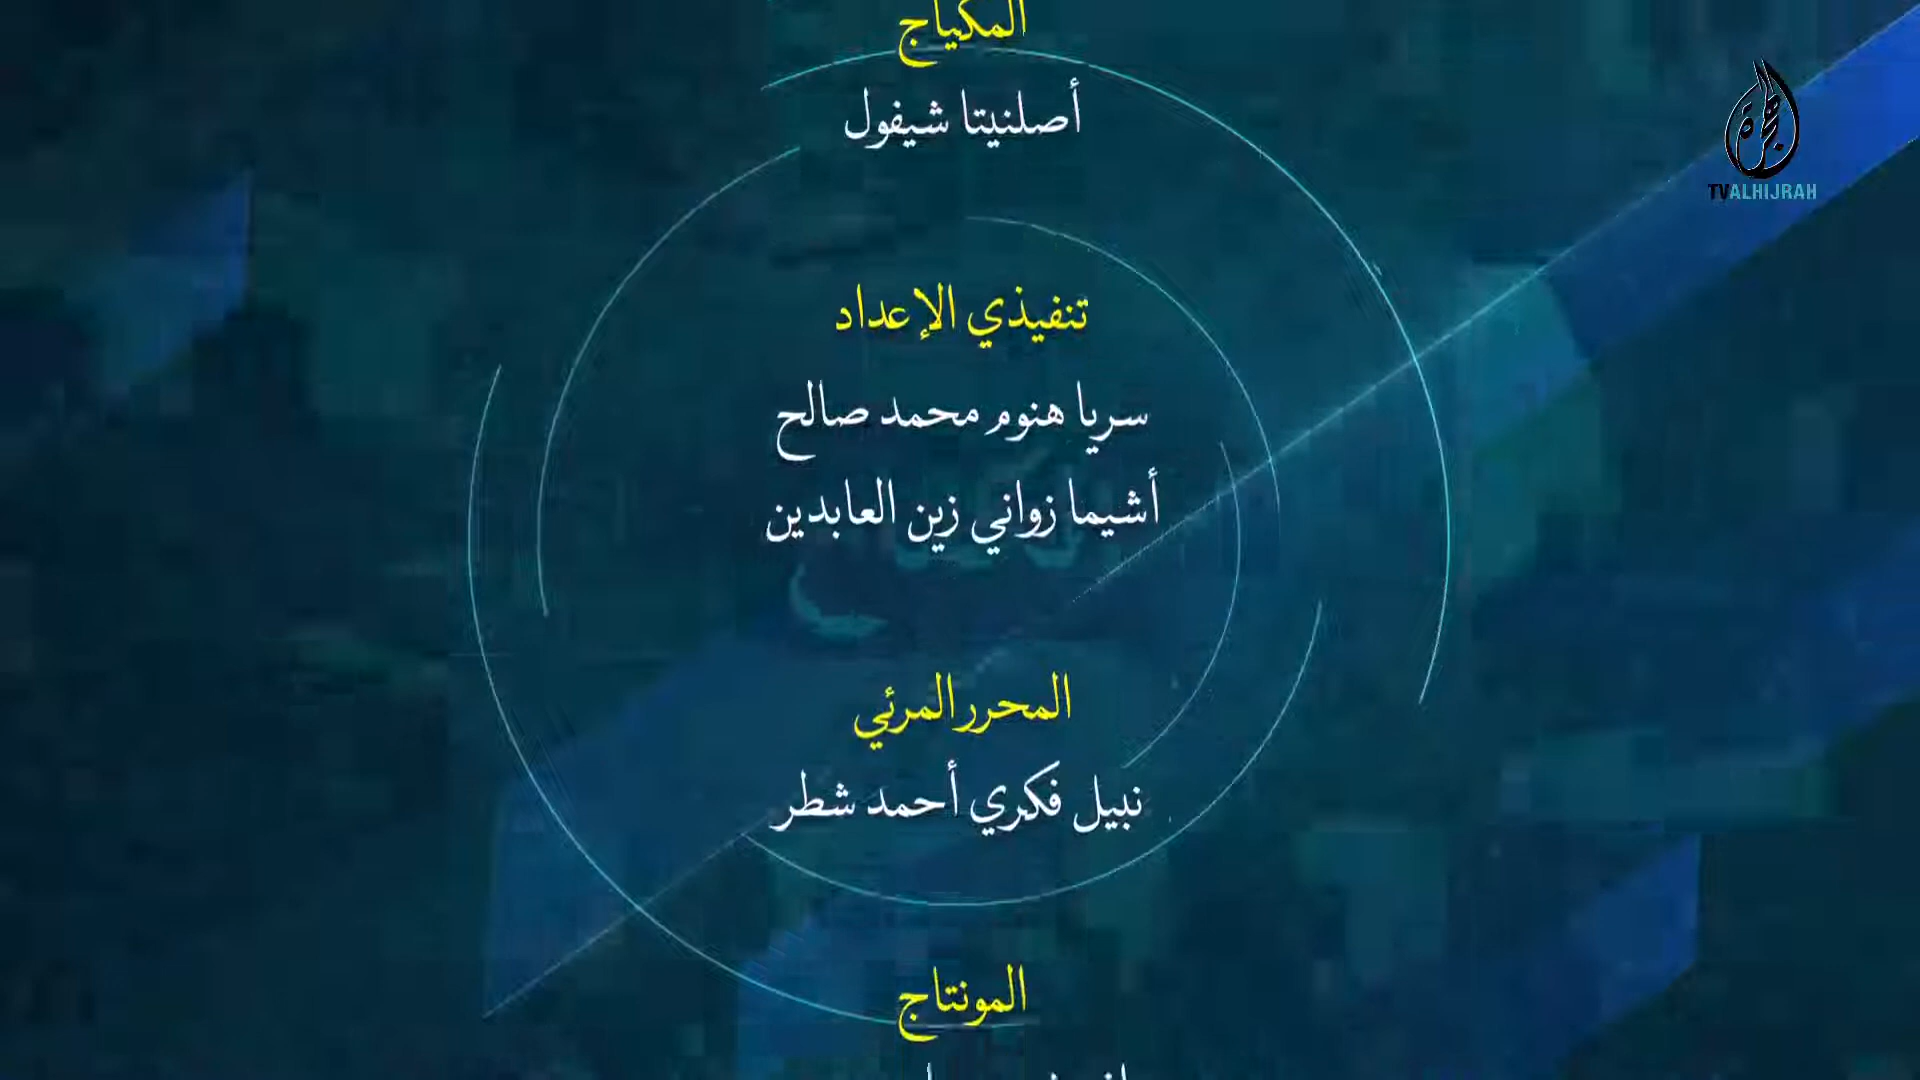 المكياج
أصلنيتا شيفول
هجرة
TVALHIJRAH
تنفيذي الإعداد
سريا هنوم محمد صالح
أشيما زواني زين العابدين
المحرر المرئي
نبيل فكري أحمد شطر
المونتاج